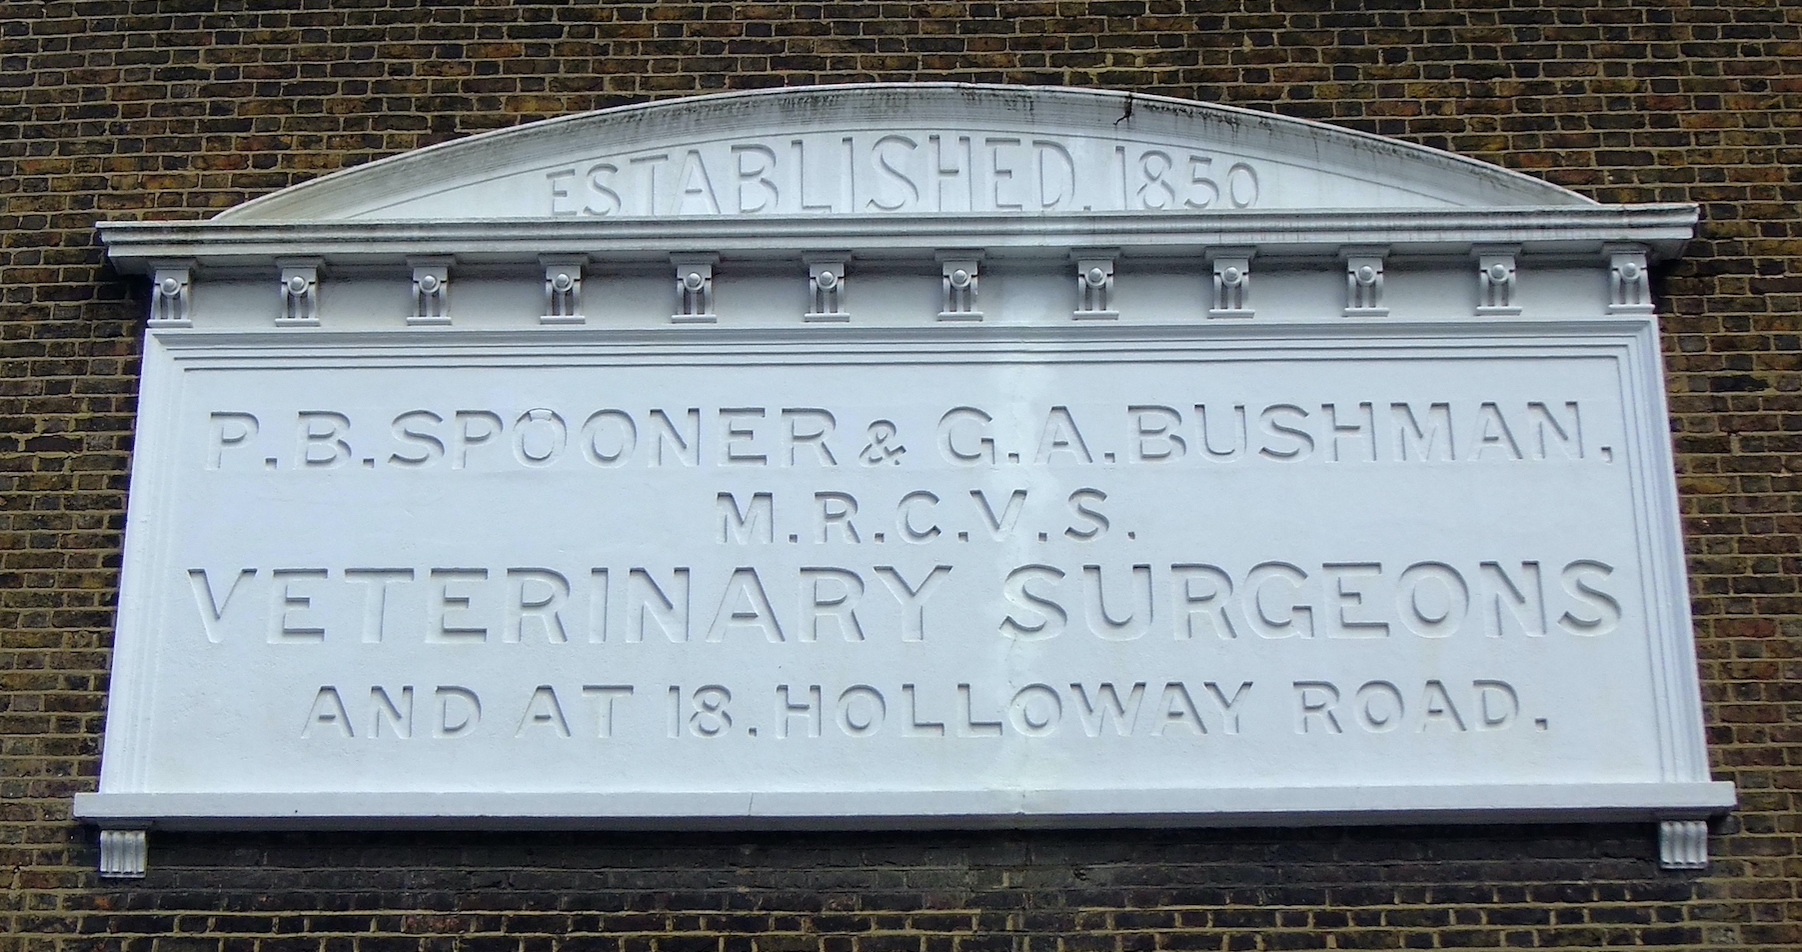 ESTABLISHED. 1850
P.B. SPOONER & G.A. BUSHMAN,
M.R.C.V.S.
VETERINARY SURGEONS
AND AT 18. HOLLOWAY ROAD.